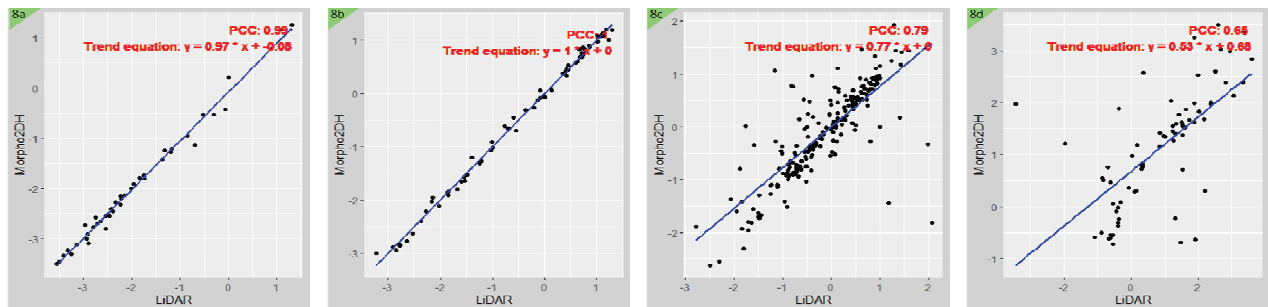 8a
PCC: 0.99
Trend equation: y = 0.97 * x + -0.08
1
0
-1
-2
-3
Morpho2DH
-3 -2 -1 0 1
LiDAR
8b
PCC: 1
Trend equation: y = 1 * x + 0
1
0
-1
-2
-3
Morpho2DH
-3 -2 -1 0 1
LiDAR
8c
PCC: 0.79
Trend equation: y = 0.77 * x + 0
2
1
0
-1
-2
Morpho2DH
-3 -2 -1 0 1 2
LiDAR
8d
PCC: 0.65
Trend equation: y = 0.53 * x + 0.68
3
2
1
0
-1
Morpho2DH
-2 0 2
LiDAR